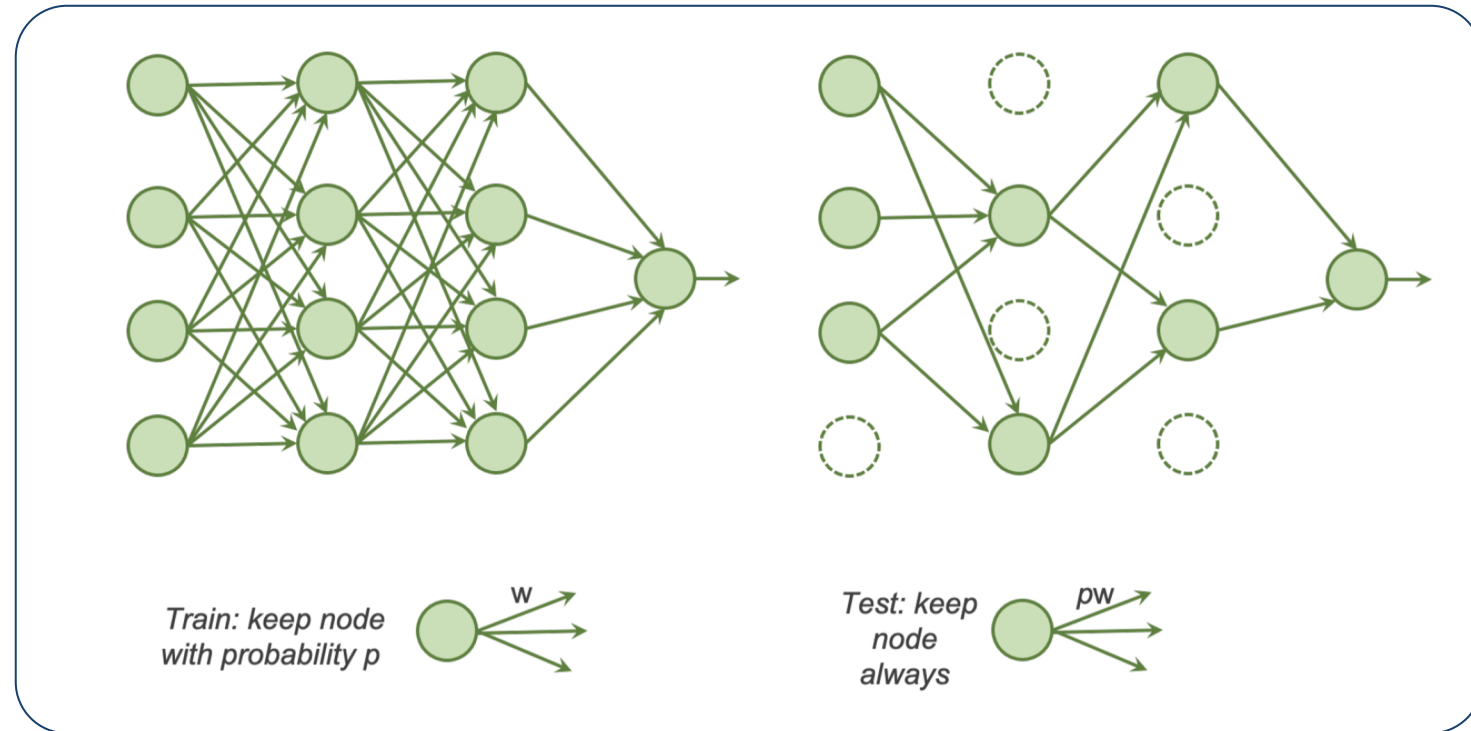 w
Train: keep node
with probability p
pw
Test: keep
node
always